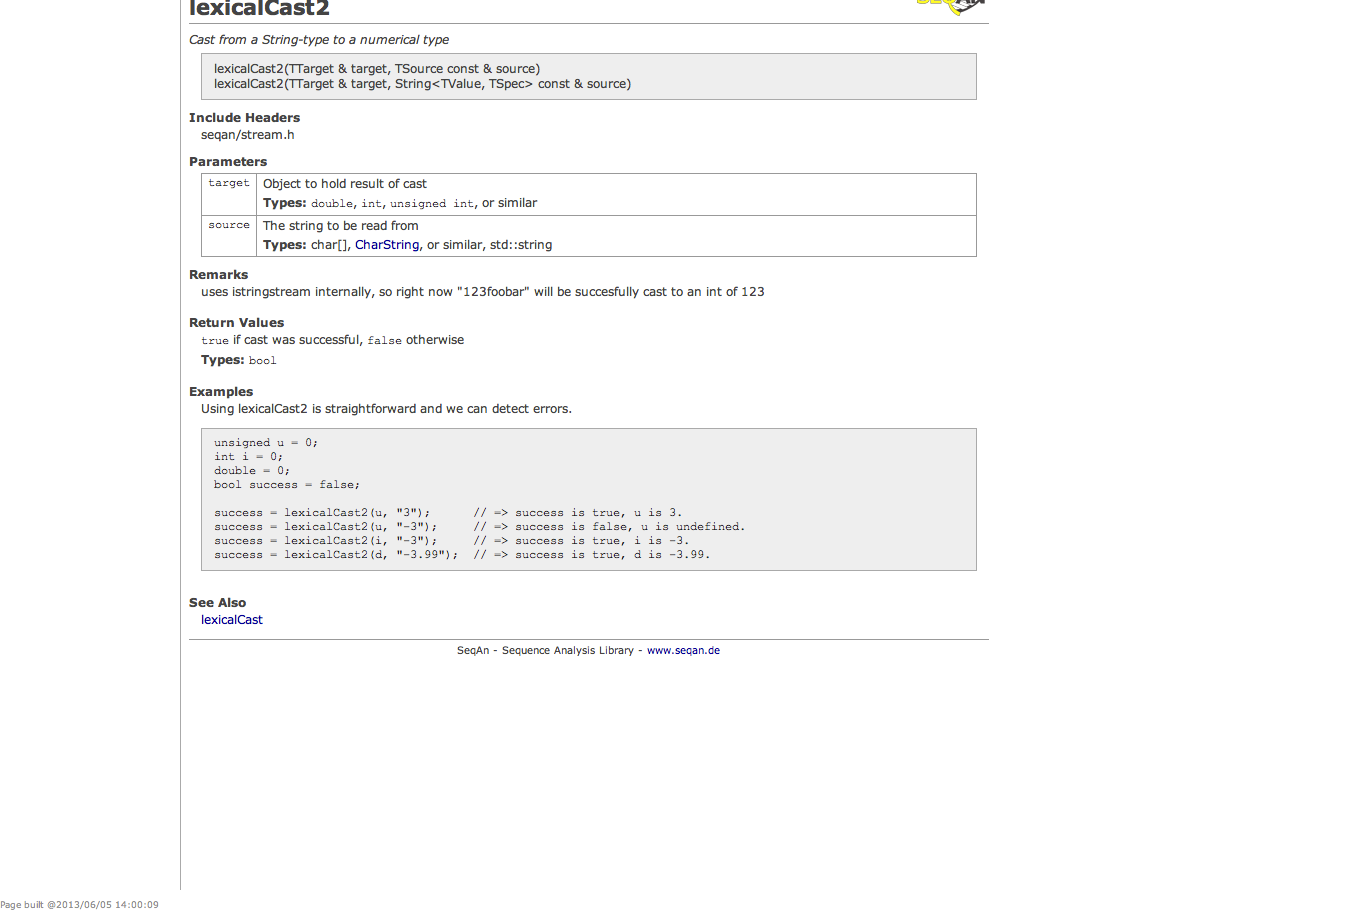 lexicalCast2
SEQAN
Cast from a String-type to a numerical type
lexicalCast2(TTarget & target, TSource const & source)
lexicalCast2(TTarget & target, String<TValue, TSpec> const & source)
Include Headers
seqan/stream.h
Parameters
target Object to hold result of cast
Types: double, int, unsigned int, or similar
source The string to be read from
Types: char[], CharString, or similar, std::string
Remarks
uses istringstream internally, so right now "123foobar" will be succesfully cast to an int of 123
Return Values
true if cast was successful, false otherwise
Types: bool
Examples
Using lexicalCast2 is straightforward and we can detect errors.
unsigned u = 0;
int i = 0;
double = 0;
bool success = false;
success = lexicalCast2(u, "3"); // => success is true, u is 3.
success = lexicalCast2(u, "-3"); // => success is false, u is undefined.
success = lexicalCast2(i, "-3"); // => success is true, i is -3.
success = lexicalCast2(d, "-3.99"); // => success is true, d is -3.99.
See Also
lexicalCast
SeqAn - Sequence Analysis Library - www.seqan.de
Page built @2013/06/05 14:00:09